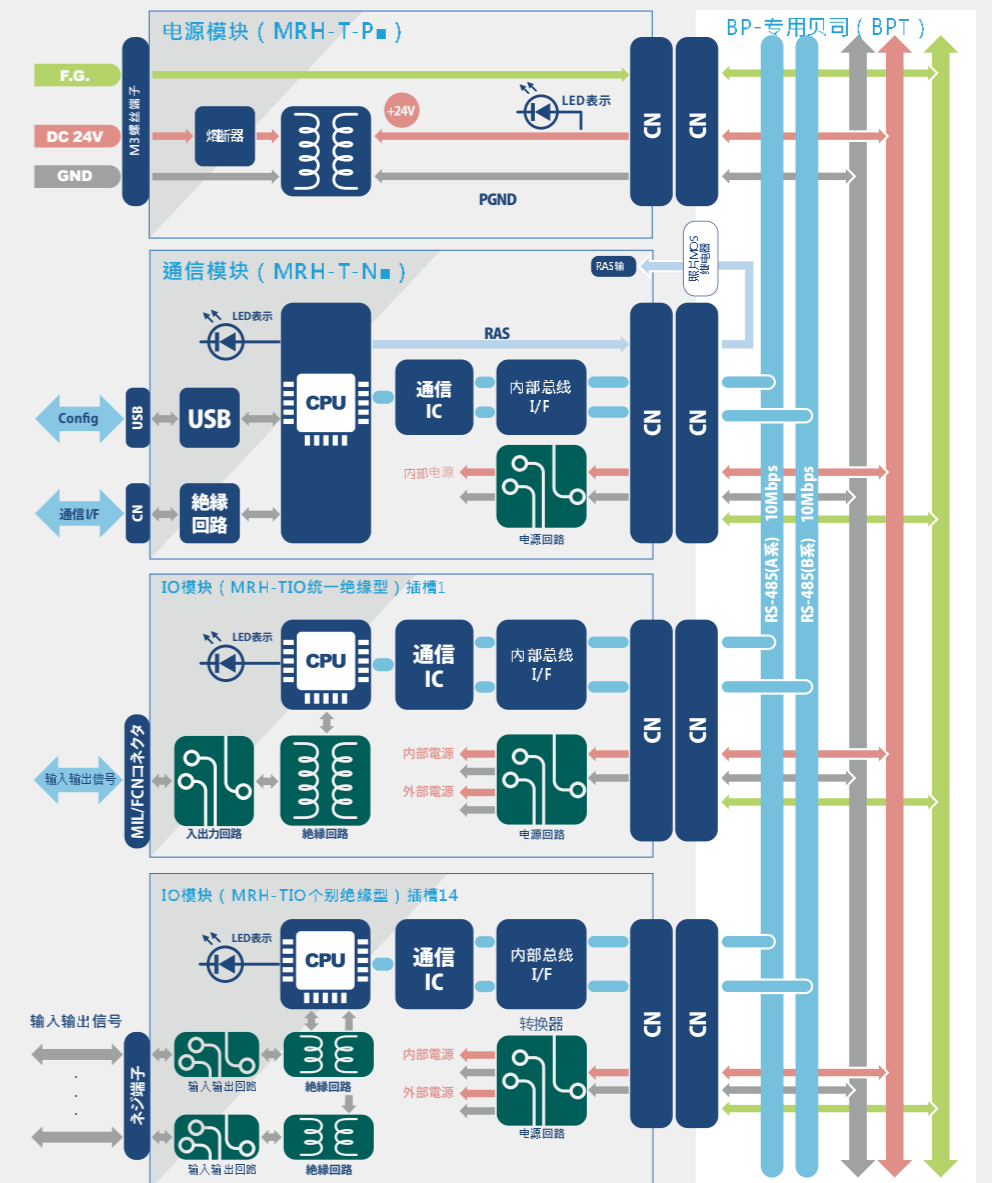 电源模块（MRH-T-P■）
BP-专用贝司（BPT）
F.G.
DC 24V
GND
M3螺丝端子
熔断器
+24V
LED表示
PGND
CN
CN
通信模块（MRH-T-N■）
RAS输
照片MOS
继电器
LED表示
RAS
CPU
通信
IC
内部总线
I/F
Config
USB
USB
内部电源
通信I/F
CN
絶縁
回路
电源回路
CN
CN
RS-485(A系) 10Mbps
RS-485(B系) 10Mbps
IO模块（MRH-TIO统一绝缘型）插槽1
LED表示
CPU
通信
IC
内部总线
I/F
MIL/FCNコネクタ
输入输出信号
内部電源
外部電源
入出力回路
絶縁回路
电源回路
CN
CN
IO模块（MRH-TIO个别绝缘型）插槽14
LED表示
CPU
通信
IC
内部总线
I/F
输入输出信号
转换器
ネジ端子
内部電源
外部電源
输入输出回路
絶縁回路
电源回路
输入输出回路
絶縁回路
CN
CN